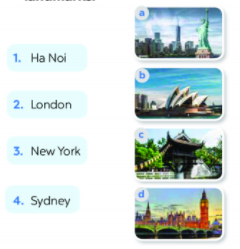 1. Ha Noi
2. London
3. New York
4. Sydney
a
b
c
d